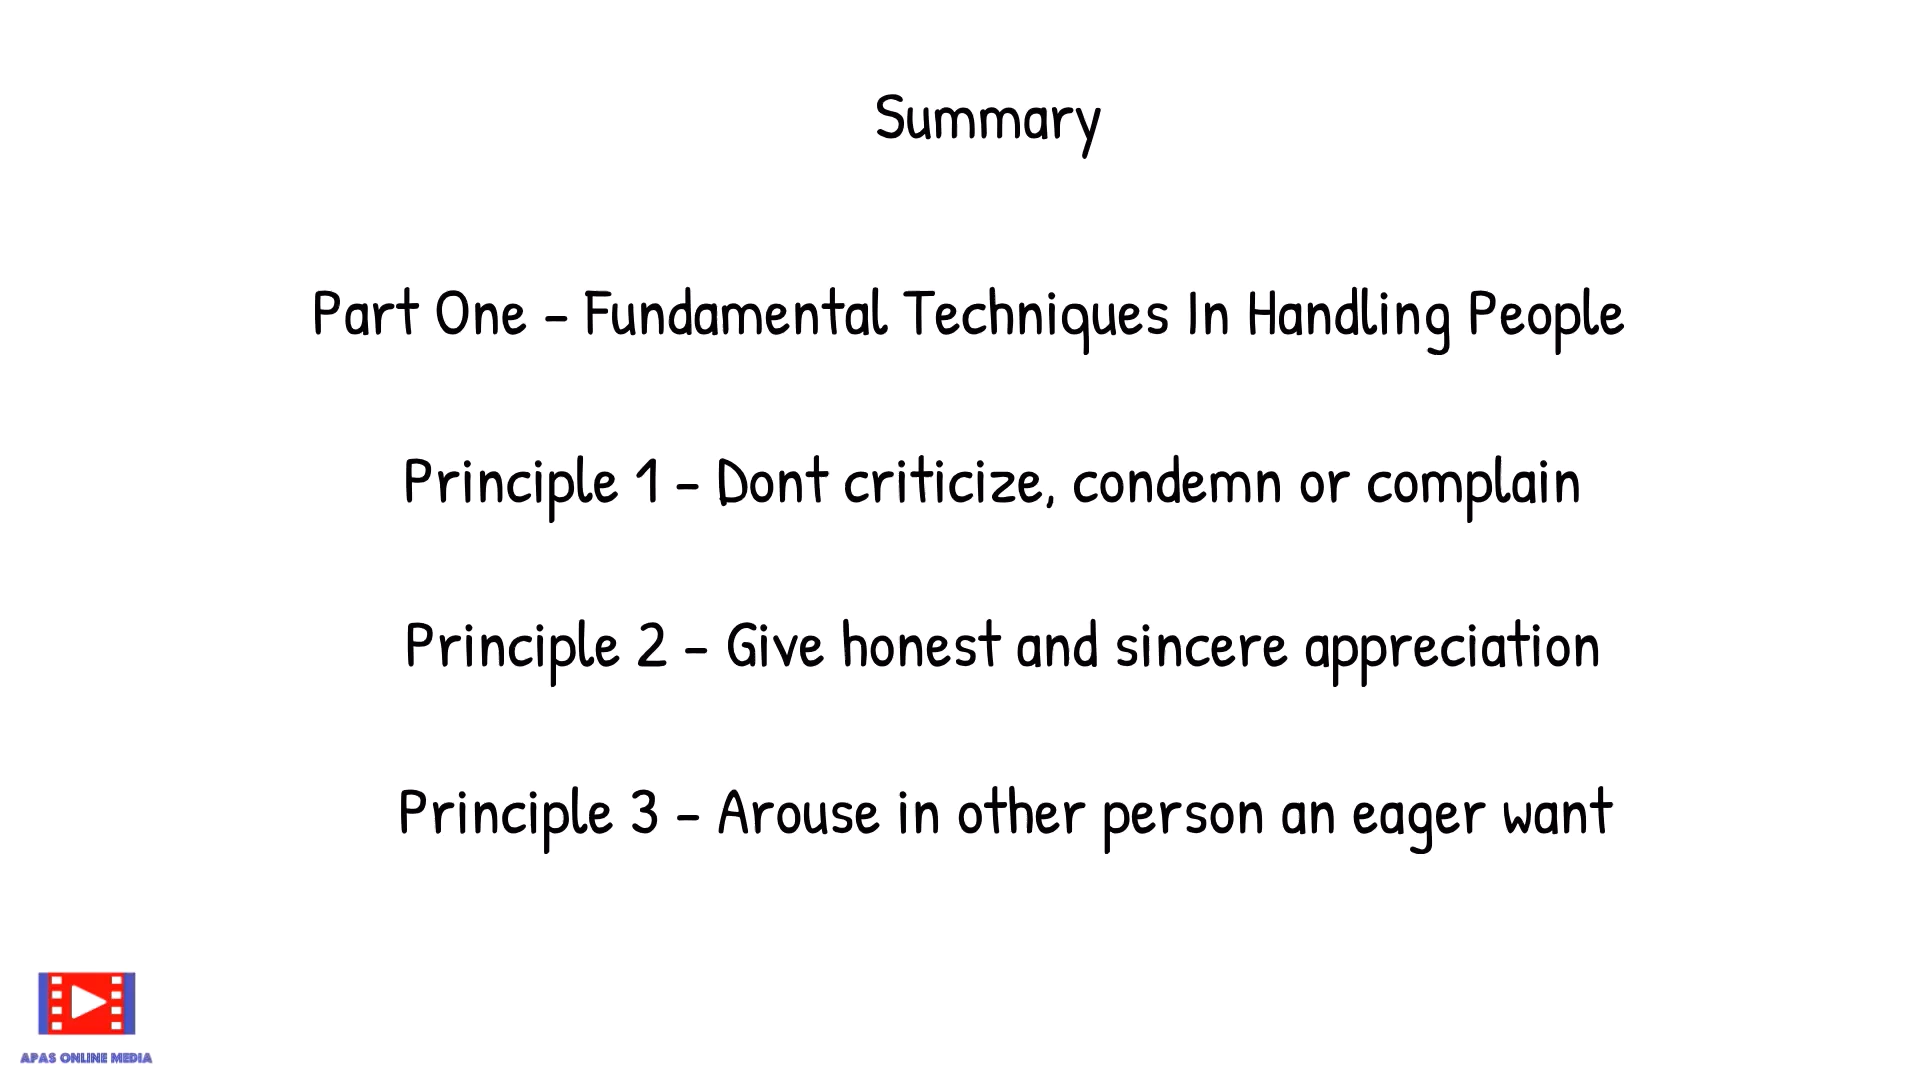 Summary
Part One - Fundamental Techniques In Handling People
Principle 1 - Dont criticize, condemn or complain
Principle 2 - Give honest and sincere appreciation
Principle 3 - Arouse in other person an eager want
APAS ONLINE MEDIA